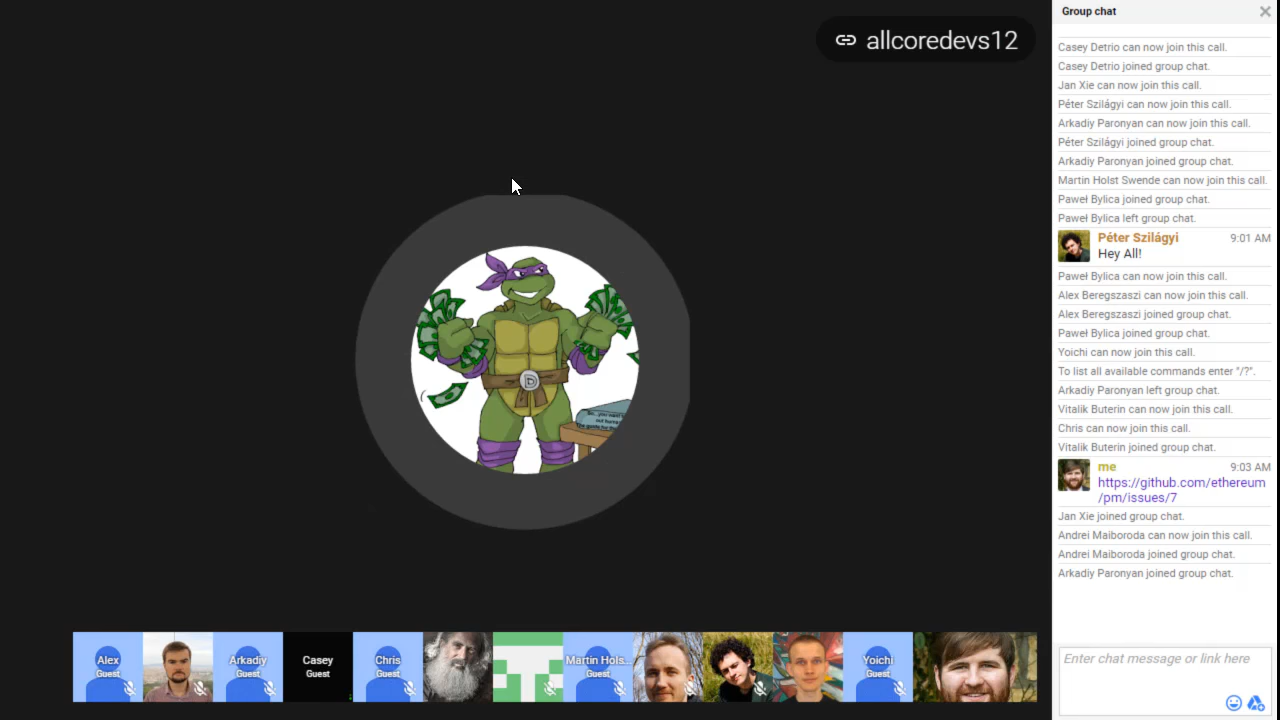 allcoredevs12
Group chat
Casey Detrio can now join this call.
Casey Detrio joined group chat.
Jan Xie can now join this call.
Péter Szilágyi can now join this call.
Arkadiy Paronyan can now join this call.
Péter Szilágyi joined group chat.
Arkadiy Paronyan joined group chat.
Martin Holst Swende can now join this call.
Paweł Bylica joined group chat.
Paweł Bylica left group chat.
Péter Szilágyi 9:01 AM
Hey All!
Paweł Bylica can now join this call.
Alex Beregszaszi can now join this call.
Alex Beregszaszi joined group chat.
Paweł Bylica joined group chat.
Yoichi can now join this call.
To list all available commands enter "/?".
Arkadiy Paronyan left group chat.
Vitalik Buterin can now join this call.
Chris can now join this call.
Vitalik Buterin joined group chat.
me 9:03 AM
https://github.com/ethereum
/pm/issues/7
Jan Xie joined group chat.
Andrei Maiboroda can now join this call.
Andrei Maiboroda joined group chat.
Arkadiy Paronyan joined group chat.
Enter chat message or link here
Alex
Guest
Arkadiy
Guest
Casey
Guest
Chris
Guest
Martin Hols...
Guest
Yoichi
Guest